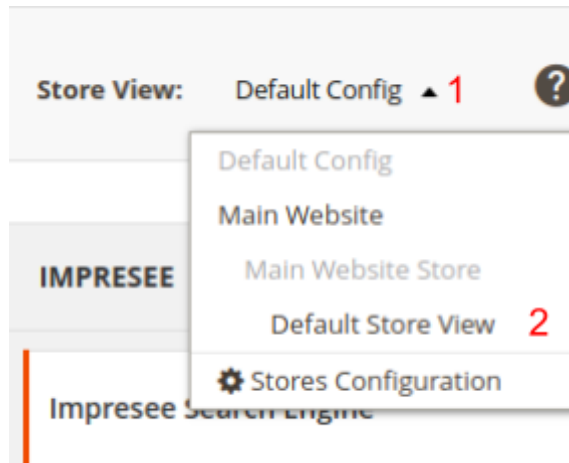 Store View: Default Config 1 ?
Default Config
Main Website
IMPRESEE
Main Website Store
Default Store View 2
Stores Configuration
Impresee Search Engine